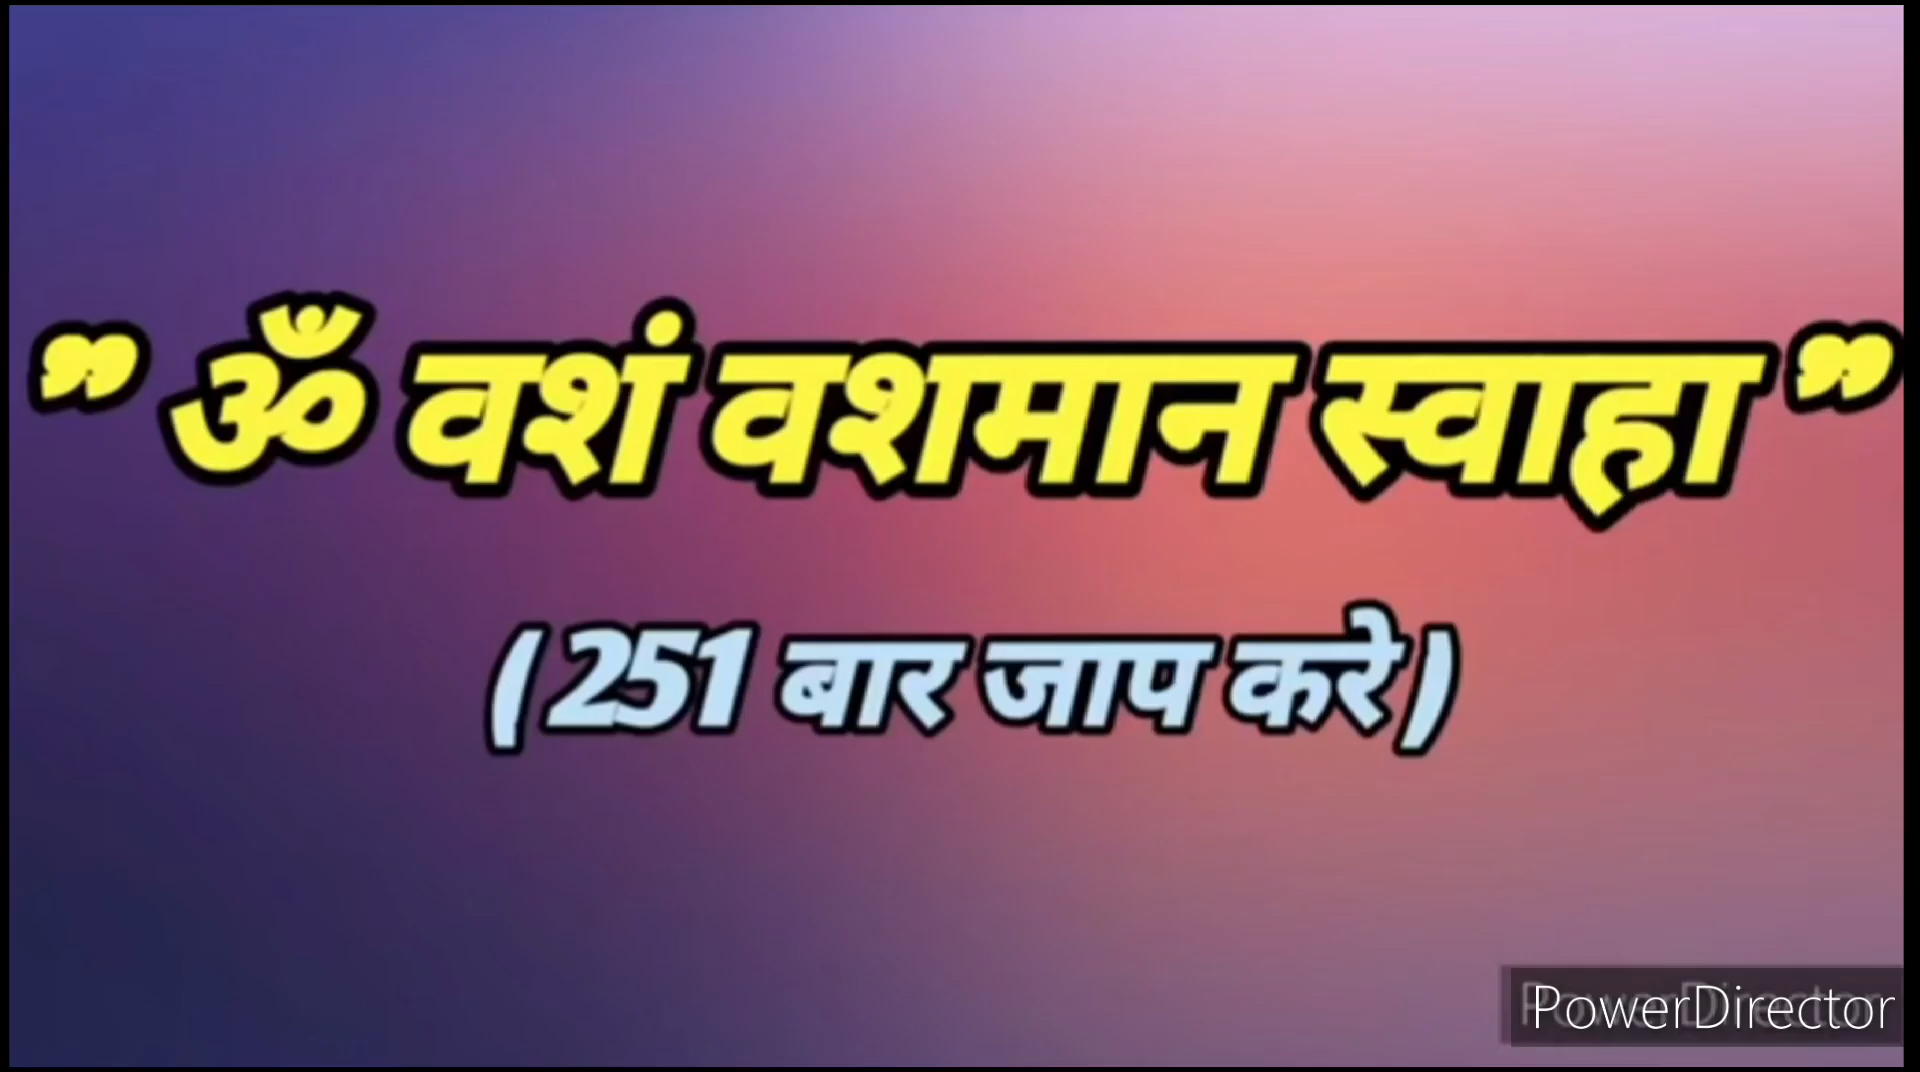 " ॐ वशं वशमान स्वाहा "
(251 बार जाप करे)
PowerDirector